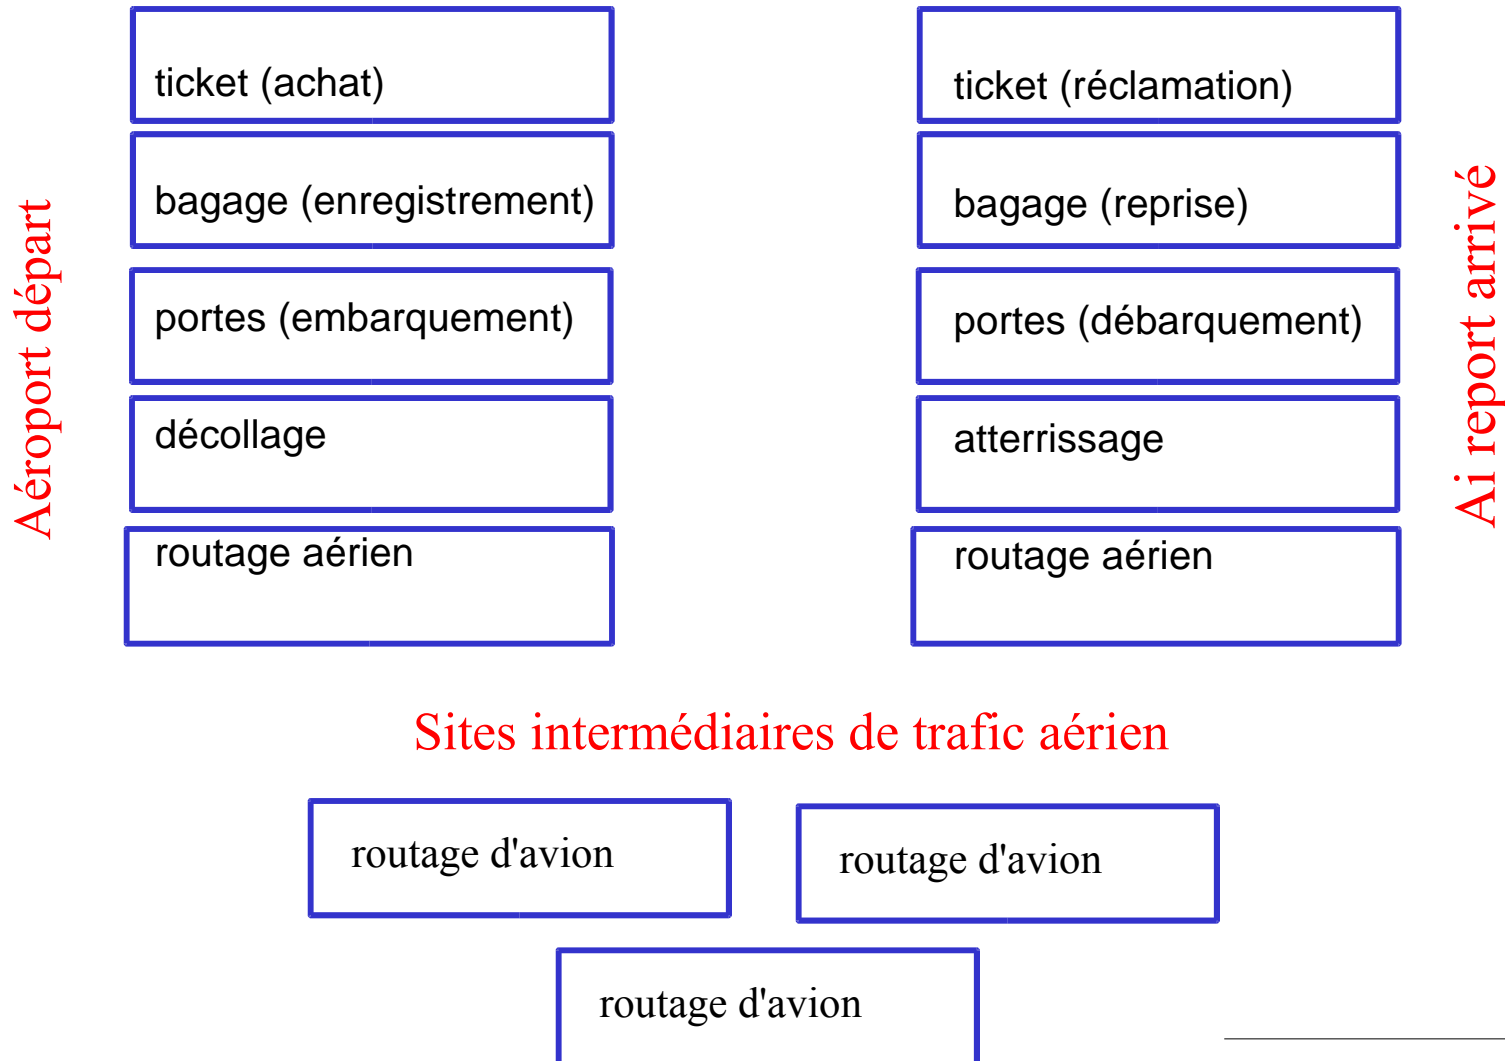 Aéroport départ
ticket (achat)
bagage (enregistrement)
portes (embarquement)
décollage
routage aérien
ticket (réclamation)
bagage (reprise)
portes (débarquement)
atterrissage
routage aérien
Ai report arrivé
Sites intermédiaires de trafic aérien
routage d'avion
routage d'avion
routage d'avion